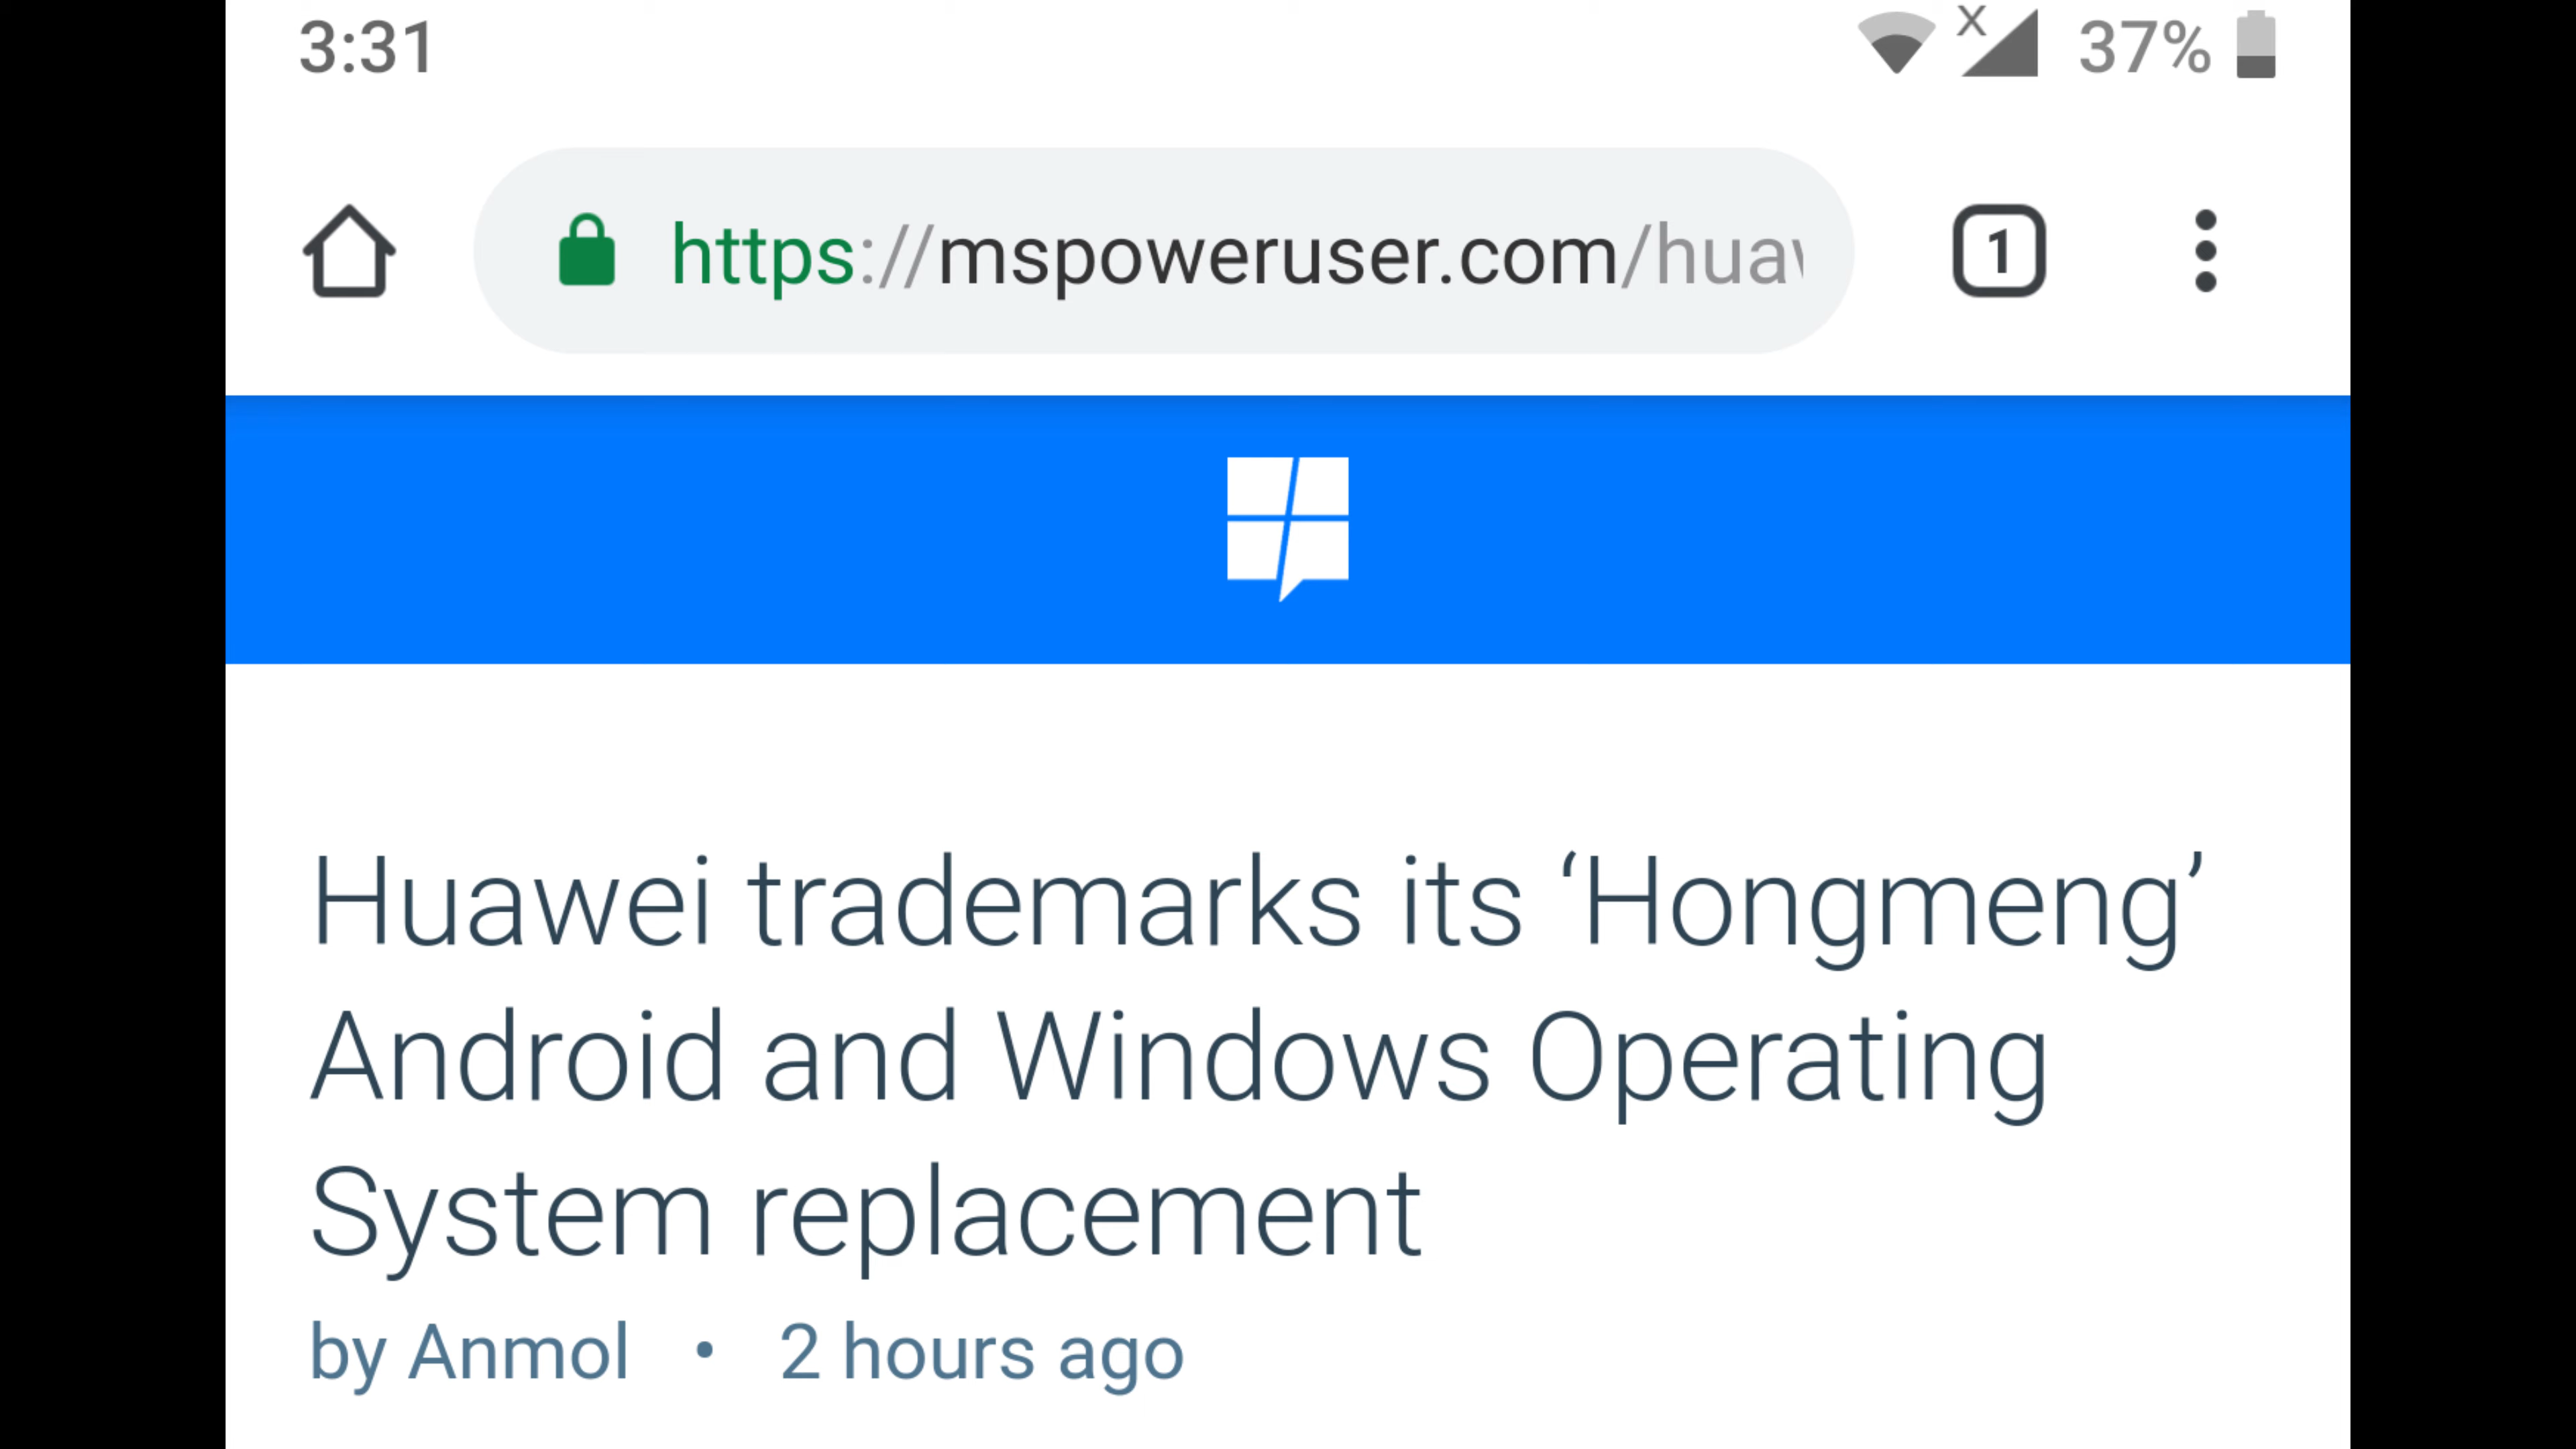 3:31 X 37%
https://mspoweruser.com/hua
1
Huawei trademarks its ‘Hongmeng’
Android and Windows Operating
System replacement
by Anmol • 2 hours ago